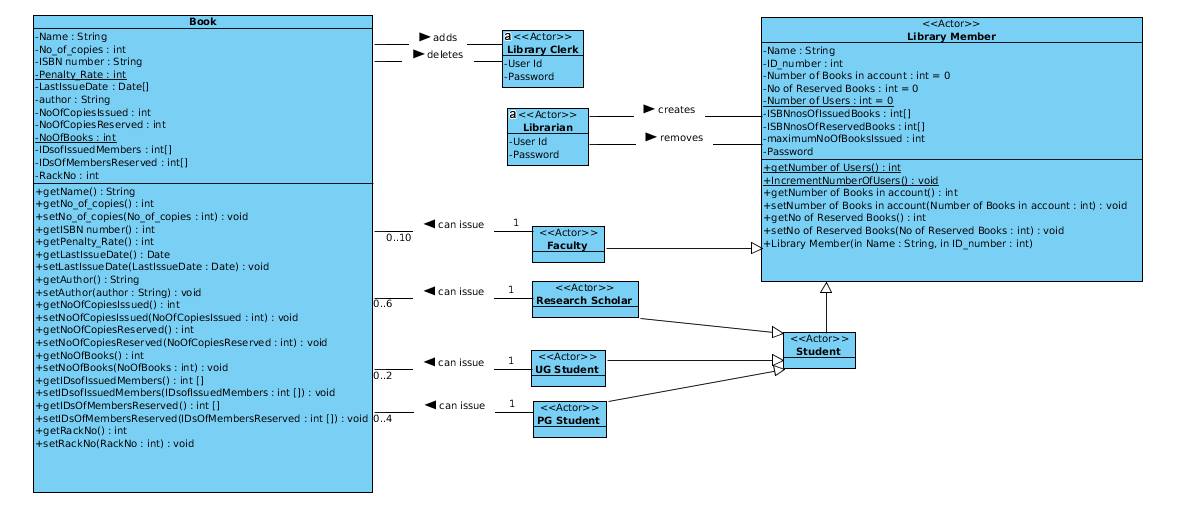 Book
-Name : String
-No_of_copies : int
-ISBN number : String
-Penalty_Rate : int
-LastIssueDate : Date[]
-author : String
-NoOfCopiesIssued : int
-NoOfCopiesReserved : int
-NoOfBooks : int
-IDsofIssuedMembers : int[]
-IDsOfMembersReserved : int[]
-RackNo : int
+getName() : String
+getNo_of_copies() : int
+setNo_of_copies(No_of_copies : int) : void
+getISBN number() : int
+getPenalty_Rate() : int
+getLastIssueDate() : Date
+setLastIssueDate(LastIssueDate : Date) : void
+getAuthor() : String
+setAuthor(author : String) : void
+getNoOfCopiesIssued() : int
+setNoOfCopiesIssued(NoOfCopiesIssued : int) : void
+getNoOfCopiesReserved() : int
+setNoOfCopiesReserved(NoOfCopiesReserved : int) : void
+getNoOfBooks() : int
+setNoOfBooks(NoOfBooks : int) : void
+getIDsofIssuedMembers() : int []
+setIDsofIssuedMembers(IDsofIssuedMembers : int []) : void
+getIDsOfMembersReserved() : int []
+setIDsOfMembersReserved(IDsOfMembersReserved : int []) : void
+getRackNo() : int
+setRackNo(RackNo : int) : void
adds
deletes
a <<Actor>>
Library Clerk
-User Id
-Password
a <<Actor>>
Librarian
-User Id
-Password
creates
removes
<<Actor>>
Library Member
-Name : String
-ID_number : int
-Number of Books in account : int = 0
-No of Reserved Books : int = 0
-Number of Users : int = 0
-ISBNnosOfIssuedBooks : int[]
-ISBNnosOfReservedBooks : int[]
-maximumNoOfBooksIssued : int
-Password
+getNumber of Users() : int
+IncrementNumberOfUsers() : void
+getNumber of Books in account() : int
+setNumber of Books in account(Number of Books in account : int) : void
+getNo of Reserved Books() : int
+setNo of Reserved Books(No of Reserved Books : int) : void
+Library Member(in Name : String, in ID_number : int)
0..10
can issue
1
<<Actor>>
Faculty
0..6
can issue
1
<<Actor>>
Research Scholar
0..2
can issue
1
<<Actor>>
UG Student
0..4
can issue
1
<<Actor>>
PG Student
<<Actor>>
Student